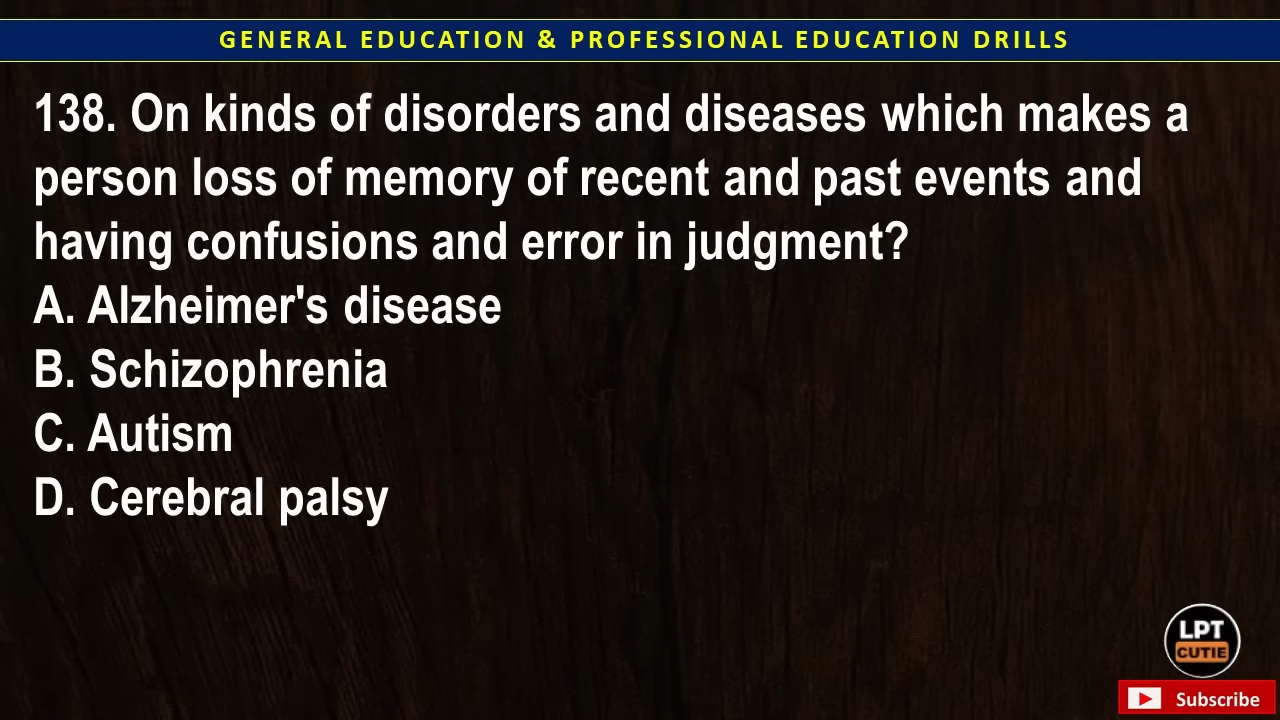 GENERAL EDUCATION & PROFESSIONAL EDUCATION DRILLS
138. On kinds of disorders and diseases which makes a
person loss of memory of recent and past events and
having confusions and error in judgment?
A. Alzheimer's disease
B. Schizophrenia
C. Autism
D. Cerebral palsy
LPT
CUTIE
Subscribe